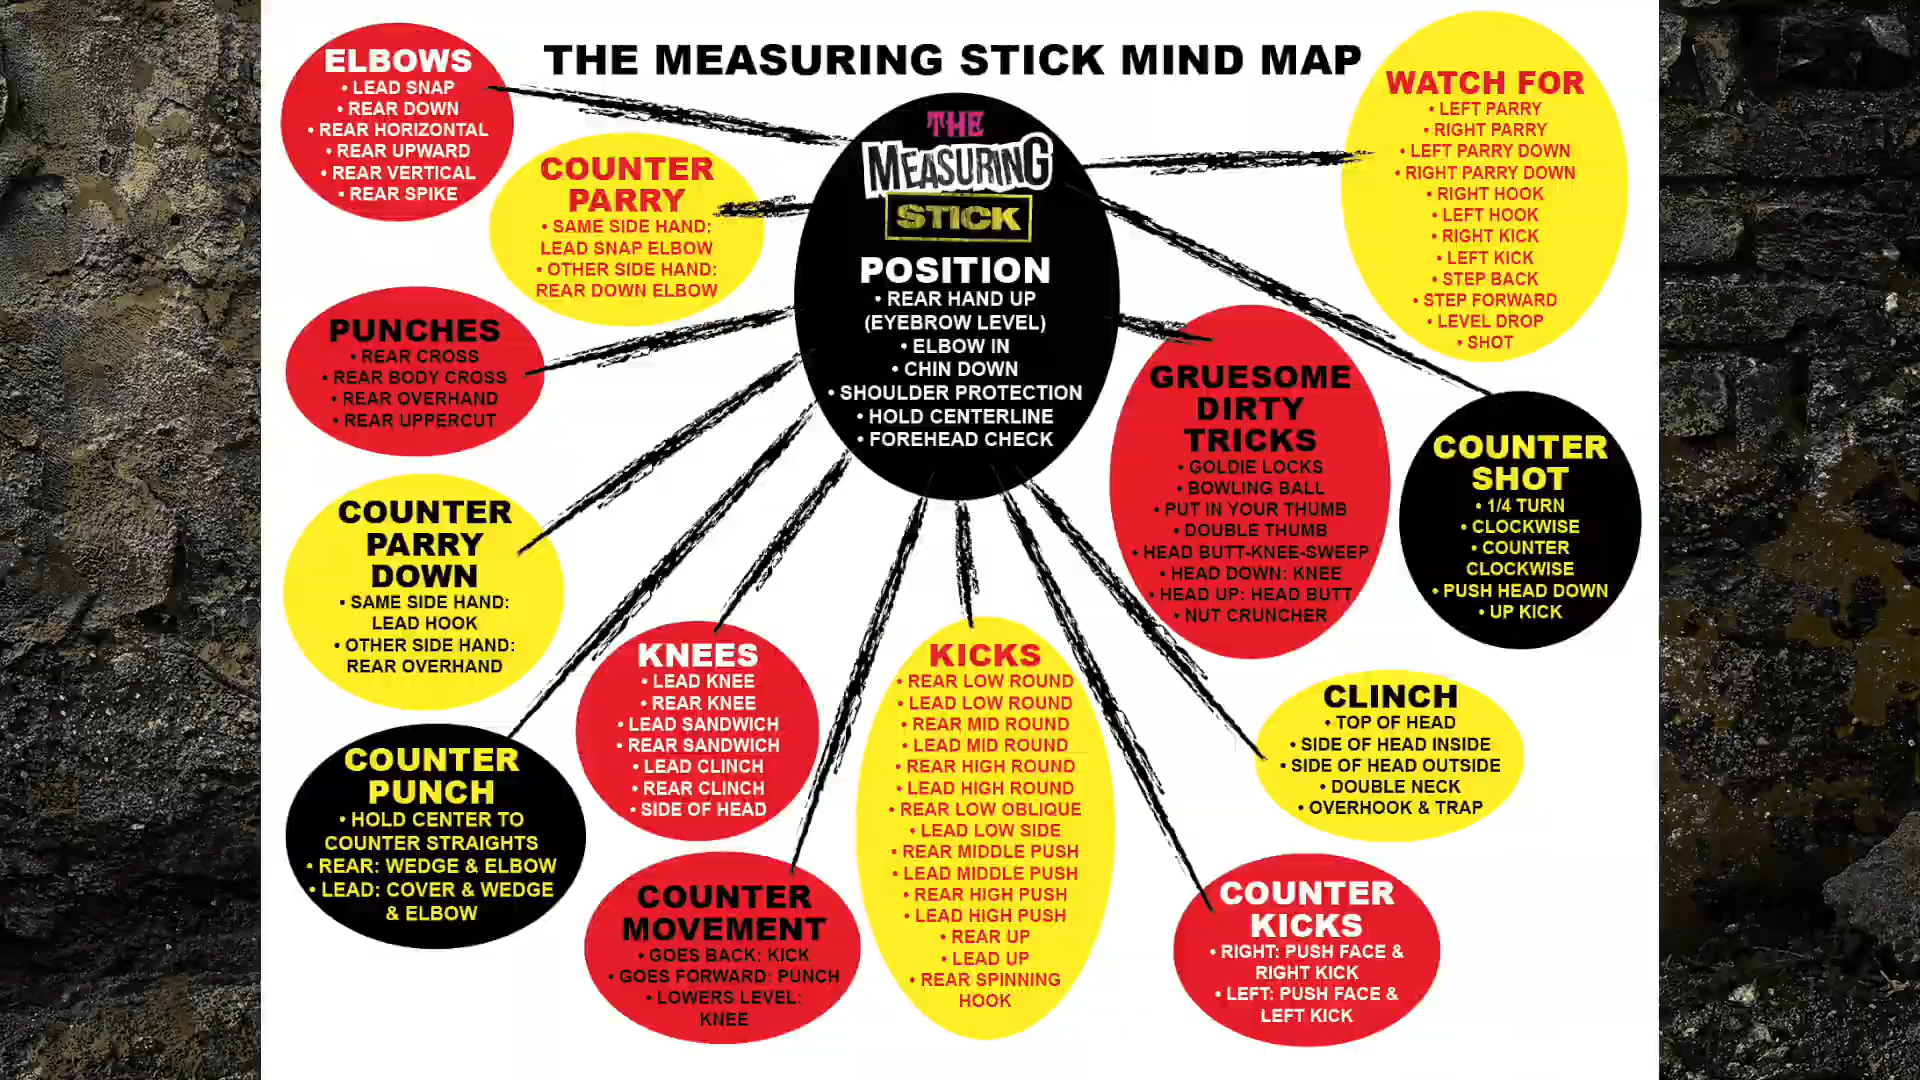 THE MEASURING STICK MIND MAP
ELBOWS
• LEAD SNAP
• REAR DOWN
• REAR HORIZONTAL
• REAR UPWARD
• REAR VERTICAL
• REAR SPIKE
COUNTER
PARRY
• SAME SIDE HAND:
LEAD SNAP ELBOW
• OTHER SIDE HAND:
REAR DOWN ELBOW
THE
MEASURING
STICK
POSITION
• REAR HAND UP
(EYEBROW LEVEL)
• ELBOW IN
• CHIN DOWN
• SHOULDER PROTECTION
• HOLD CENTERLINE
• FOREHEAD CHECK
WATCH FOR
• LEFT PARRY
• RIGHT PARRY
• LEFT PARRY DOWN
• RIGHT PARRY DOWN
• RIGHT HOOK
• LEFT HOOK
• RIGHT KICK
• LEFT KICK
• STEP BACK
• STEP FORWARD
• LEVEL DROP
• SHOT
PUNCHES
• REAR CROSS
• REAR BODY CROSS
• REAR OVERHAND
• REAR UPPERCUT
GRUESOME
DIRTY
TRICKS
• GOLDIE LOCKS
• BOWLING BALL
• PUT IN YOUR THUMB
• DOUBLE THUMB
• HEAD BUTT-KNEE-SWEEP
• HEAD DOWN: KNEE
• HEAD UP: HEAD BUTT
• NUT CRUNCHER
COUNTER
SHOT
• 1/4 TURN
• CLOCKWISE
• COUNTER
CLOCKWISE
• PUSH HEAD DOWN
• UP KICK
COUNTER
PARRY
DOWN
• SAME SIDE HAND:
LEAD HOOK
• OTHER SIDE HAND:
REAR OVERHAND
KNEES
• LEAD KNEE
• REAR KNEE
• LEAD SANDWICH
• REAR SANDWICH
• LEAD CLINCH
• REAR CLINCH
• SIDE OF HEAD
KICKS
• REAR LOW ROUND
• LEAD LOW ROUND
• REAR MID ROUND
• LEAD MID ROUND
• REAR HIGH ROUND
• LEAD HIGH ROUND
• REAR LOW OBLIQUE
• LEAD LOW SIDE
• REAR MIDDLE PUSH
• LEAD MIDDLE PUSH
• REAR HIGH PUSH
• LEAD HIGH PUSH
• REAR UP
• LEAD UP
• REAR SPINNING
HOOK
CLINCH
• TOP OF HEAD
• SIDE OF HEAD INSIDE
• SIDE OF HEAD OUTSIDE
• DOUBLE NECK
• OVERHOOK & TRAP
COUNTER
PUNCH
• HOLD CENTER TO
COUNTER STRAIGHTS
• REAR: WEDGE & ELBOW
• LEAD: COVER & WEDGE
& ELBOW
COUNTER
MOVEMENT
• GOES BACK: KICK
• GOES FORWARD: PUNCH
• LOWERS LEVEL:
KNEE
COUNTER
KICKS
• RIGHT: PUSH FACE &
RIGHT KICK
• LEFT: PUSH FACE &
LEFT KICK